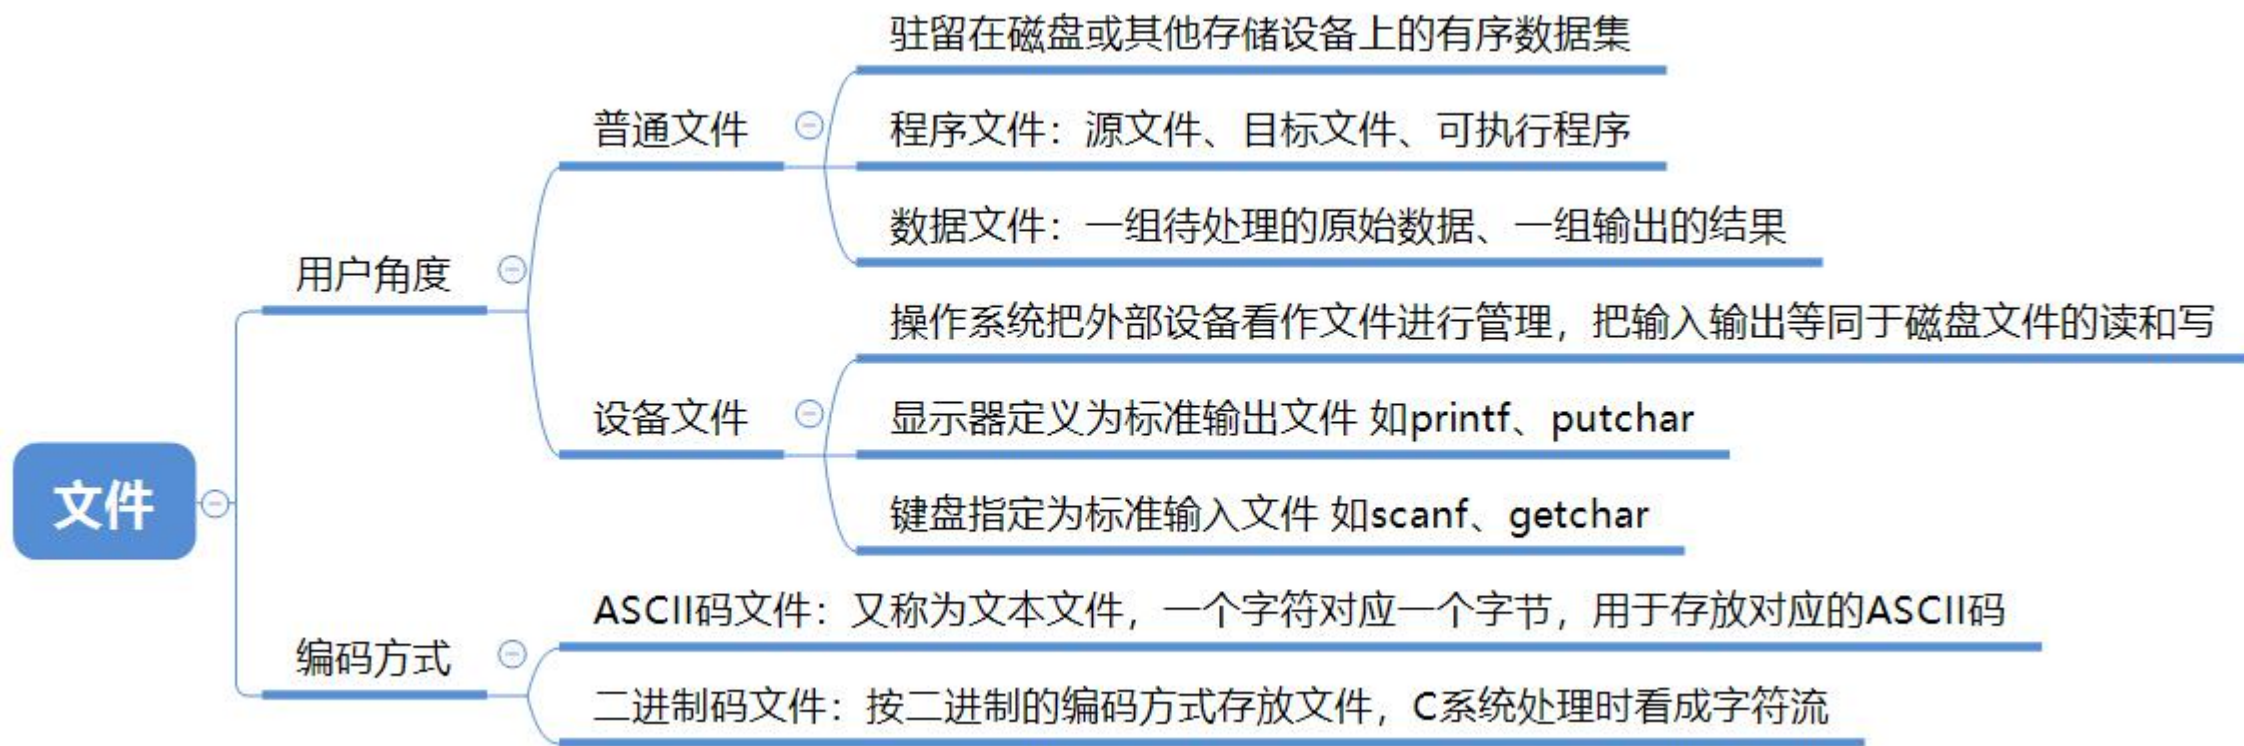 驻留在磁盘或其他存储设备上的有序数据集
普通文件
程序文件：源文件、目标文件、可执行程序
数据文件：一组待处理的原始数据、一组输出的结果
用户角度
操作系统把外部设备看作文件进行管理，把输入输出等同于磁盘文件的读和写
设备文件
显示器定义为标准输出文件 如printf、putchar
键盘指定为标准输入文件 如scanf、getchar
文件
ASCII码文件：又称为文本文件，一个字符对应一个字节，用于存放对应的ASCII码
编码方式
二进制码文件：按二进制的编码方式存放文件，C系统处理时看成字符流